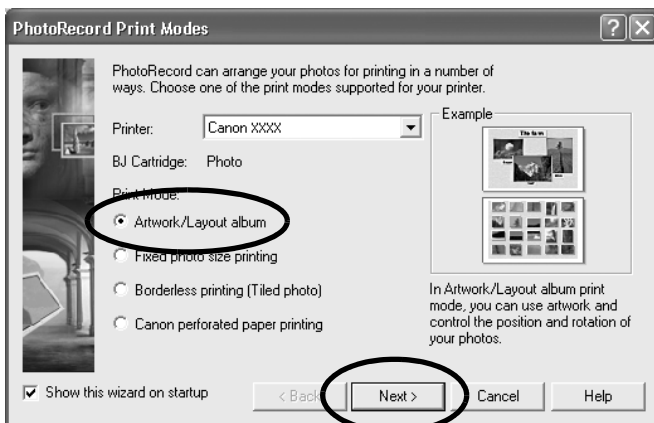 PhotoRecord Print Modes
PhotoRecord can arrange your photos for printing in a number of
ways. Choose one of the print modes supported for your printer.
Printer: Canon XXXX
BJ Cartridge: Photo
Print Mode:
Artwork/Layout album
Fixed photo size printing
Borderless printing (Tiled photo)
Canon perforated paper printing
Example
The farm
In Artwork/Layout album print
mode, you can use artwork and
control the position and rotation of
your photos.
Show this wizard on startup
< Back
Next >
Cancel
Help